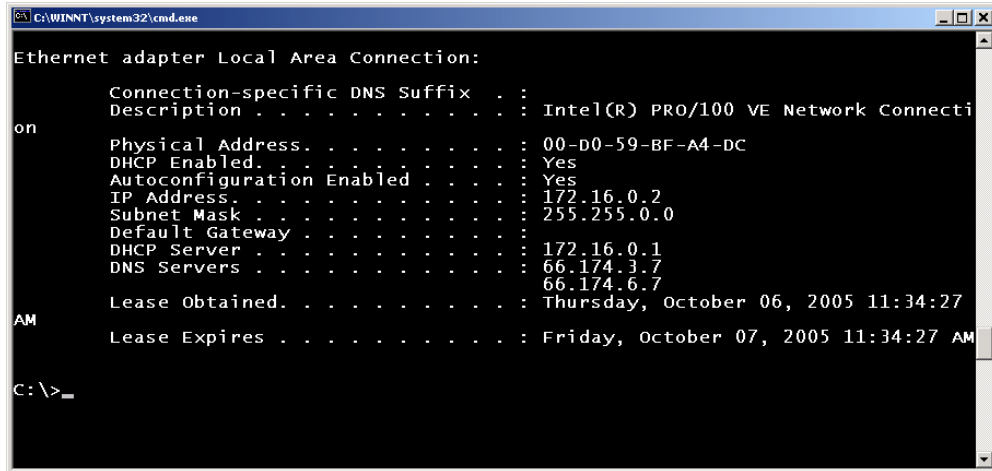 C:\WINNT\system32\cmd.exe
Ethernet adapter Local Area Connection:
Connection-specific DNS Suffix . :
Description . . . . . . . . . . . : Intel(R) PRO/100 VE Network Connecti
on
Physical Address. . . . . . . . . : 00-D0-59-BF-A4-DC
DHCP Enabled. . . . . . . . . . . : Yes
Autoconfiguration Enabled . . . . : Yes
IP Address. . . . . . . . . . . . : 172.16.0.2
Subnet Mask . . . . . . . . . . . : 255.255.0.0
Default Gateway . . . . . . . . . :
DHCP Server . . . . . . . . . . . : 172.16.0.1
DNS Servers . . . . . . . . . . . : 66.174.3.7
66.174.6.7
Lease Obtained. . . . . . . . . . : Thursday, October 06, 2005 11:34:27
AM
Lease Expires . . . . . . . . . . : Friday, October 07, 2005 11:34:27 AM
C:\>_